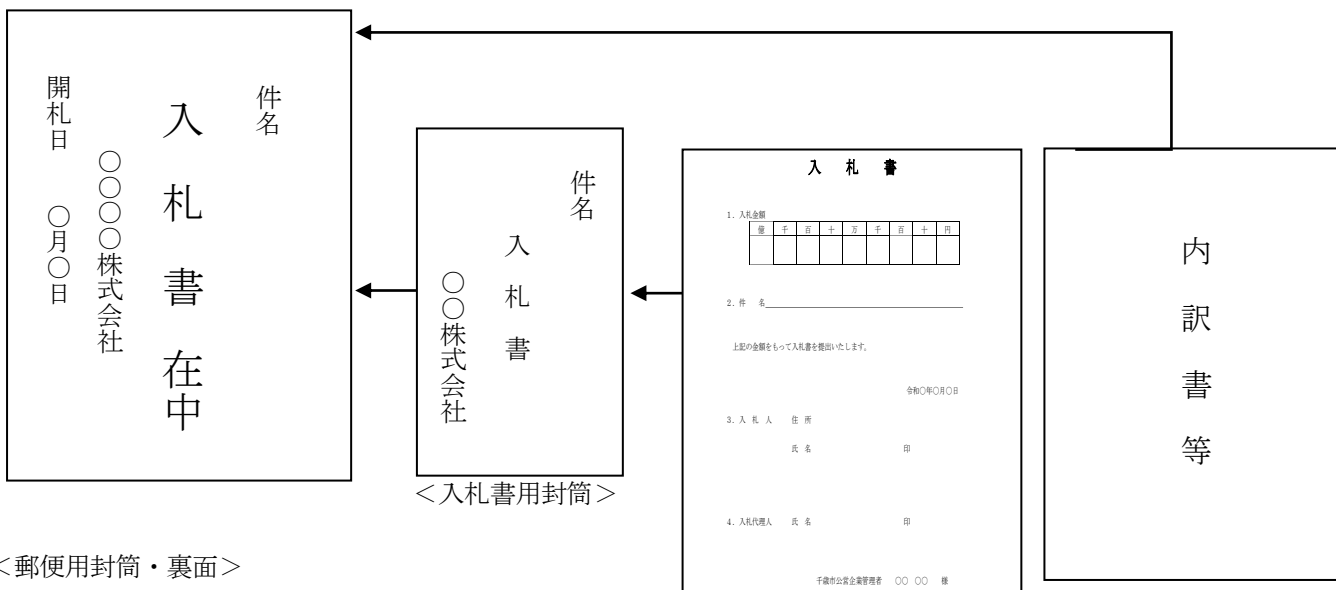 件名
入札書在中
〇〇〇〇株式会社
開札日 〇月〇日
件名
入札書
〇〇株式会社
＜入札書用封筒＞
＜郵便用封筒・裏面＞
入 札 書
1．入札金額
億 千 百 十 万 千 百 十 円
2．件 名
上記の金額をもって入札書を提出いたします。
令和〇年〇月〇日
3．入 札 人 住 所
氏 名 印
4．入札代理人 氏 名 印
千歳市公営企業管理者 〇〇 〇〇 様
内訳書等